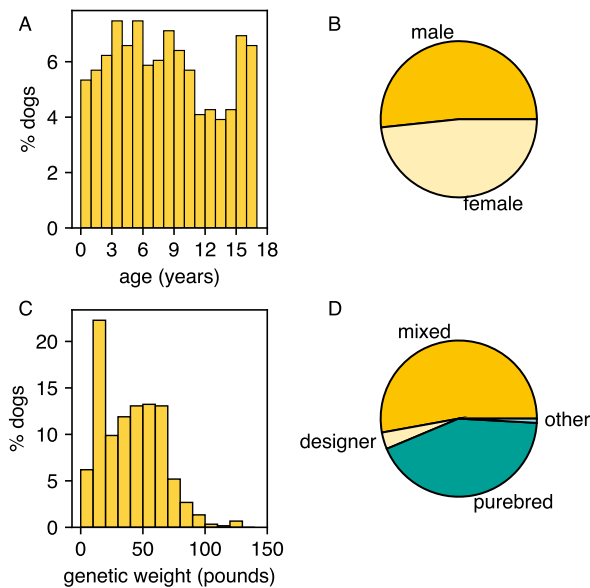 A
% dogs
6
4
2
0
0 3 6 9 12 15 18
age (years)
B
male
female
C
% dogs
20
15
10
5
0
0 50 100 150
genetic weight (pounds)
D
mixed
other
designer
purebred